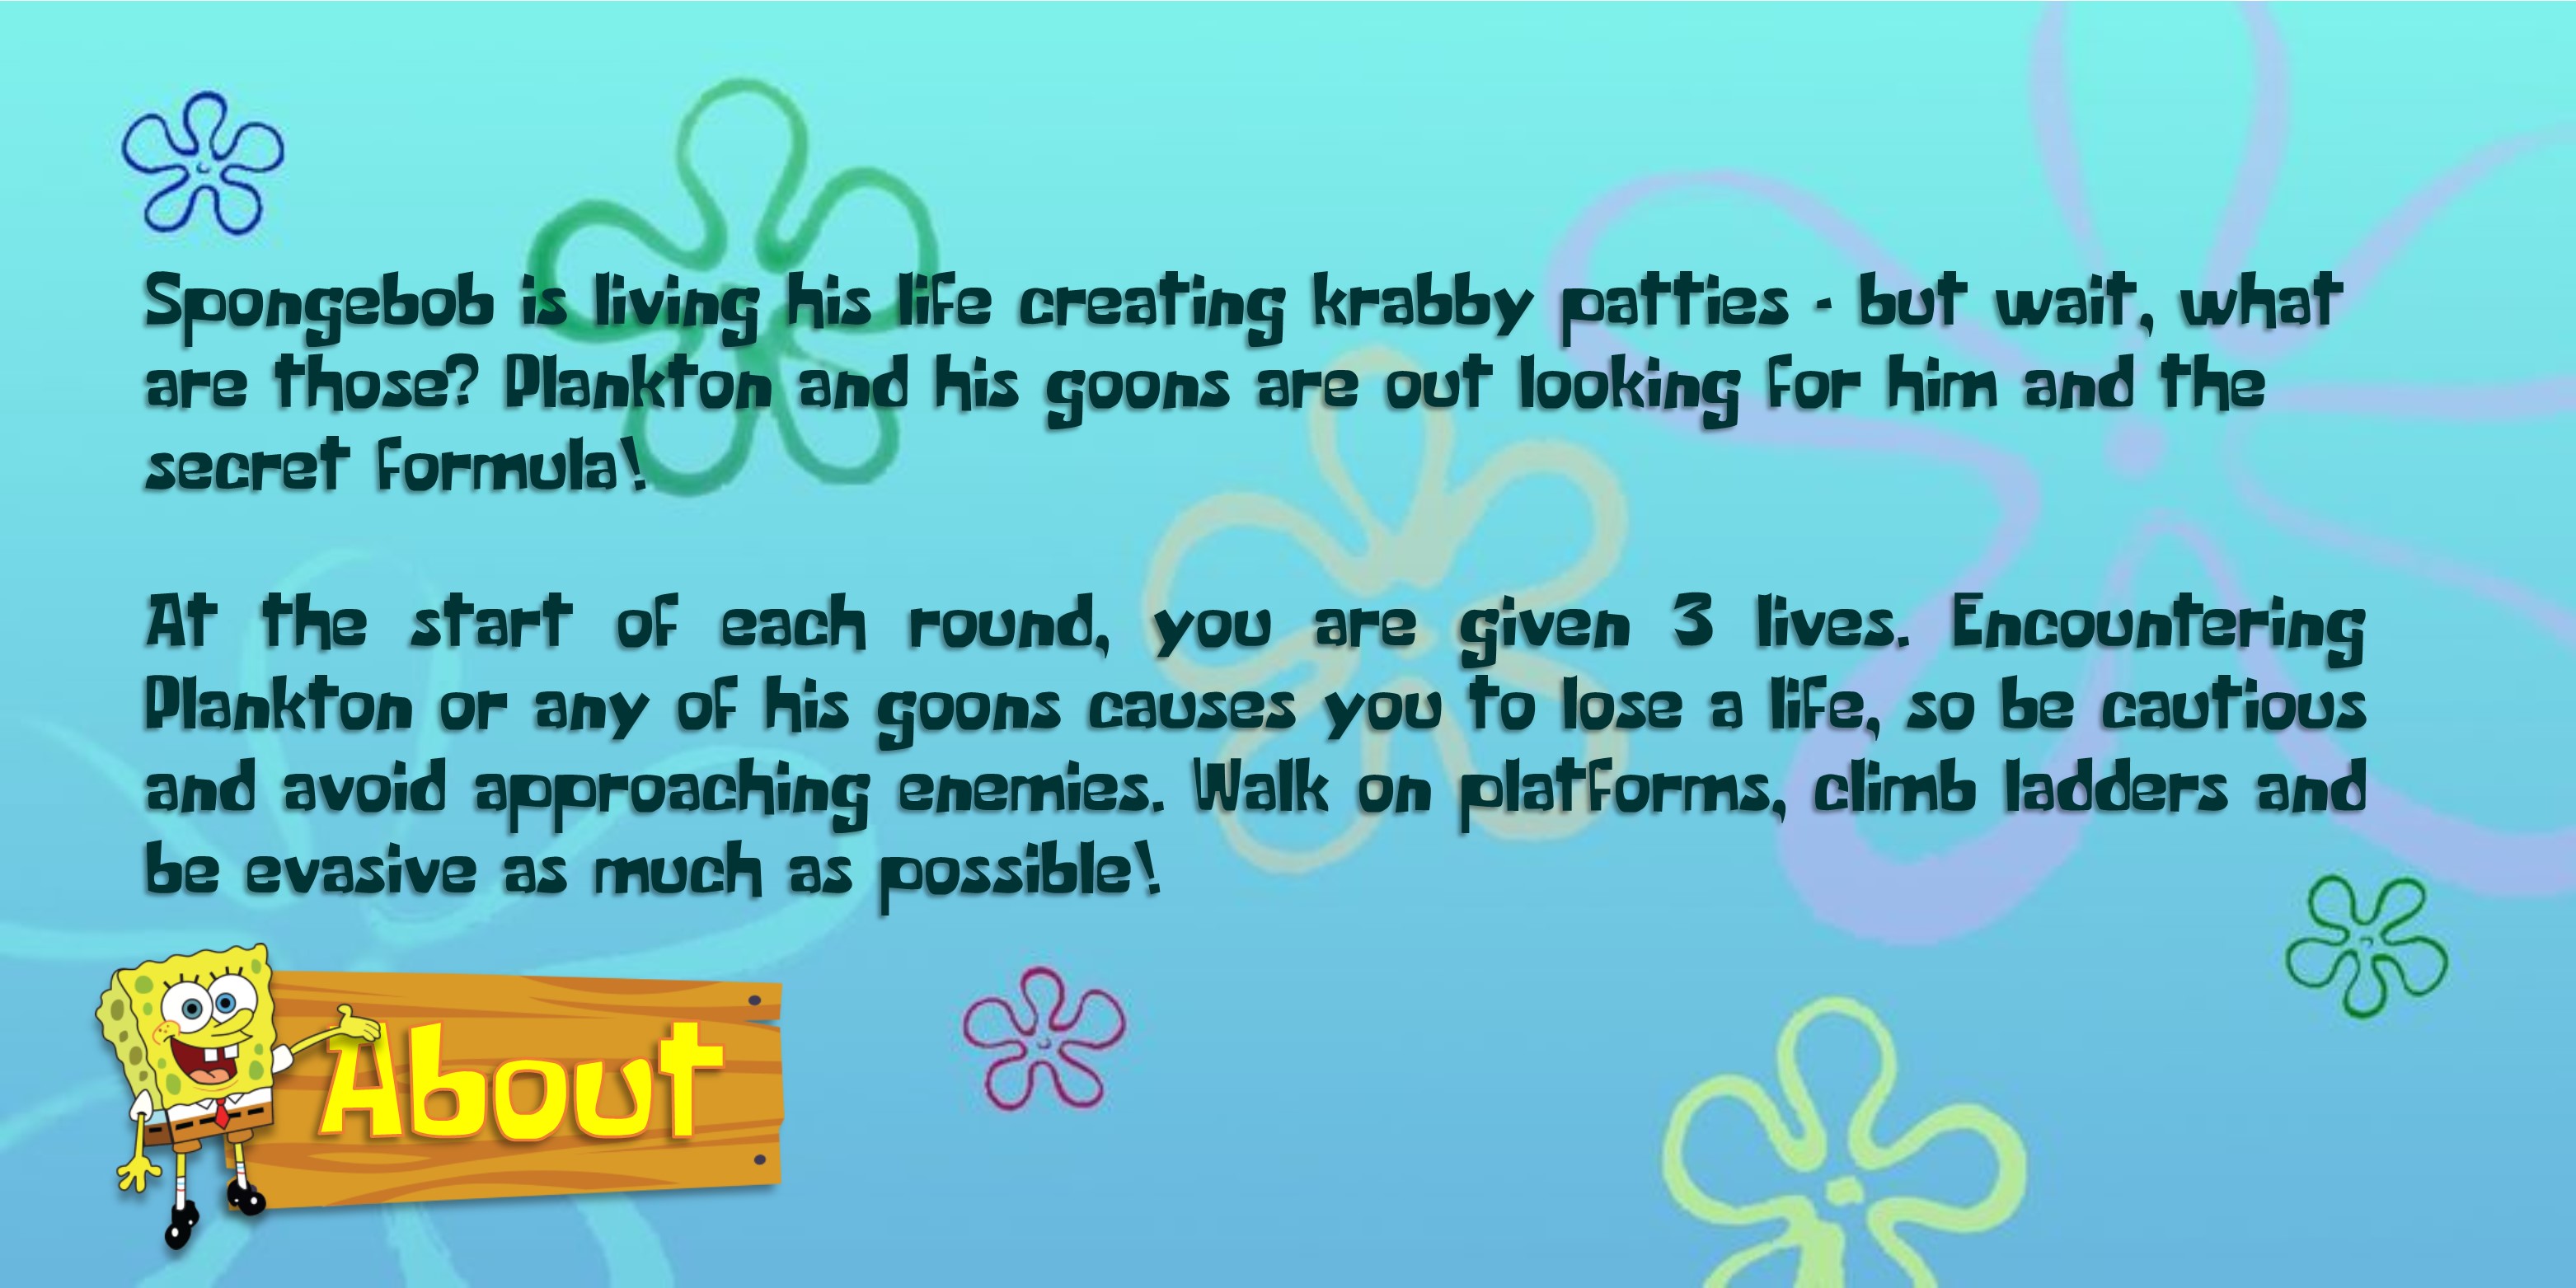 Spongebob is living his life creating krabby patties - but wait, what
are those? Plankton and his goons are out looking for him and the
secret formula!
At the start of each round, you are given 3 lives. Encountering
Plankton or any of his goons causes you to lose a life, so be cautious
and avoid approaching enemies. Walk on platforms, climb ladders and
be evasive as much as possible!
About